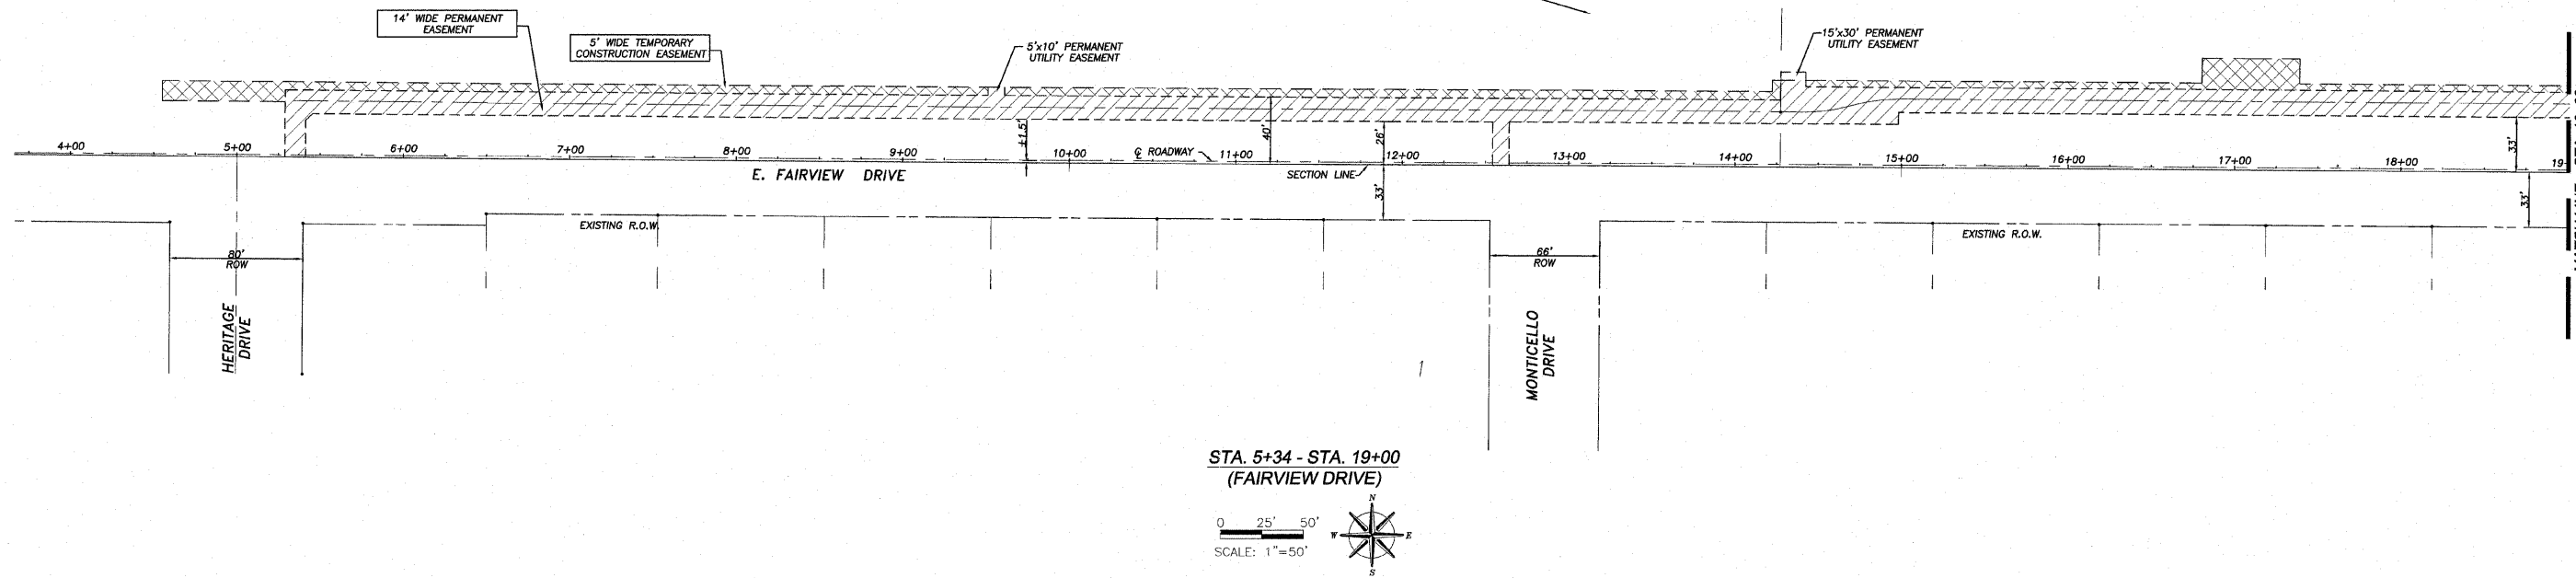 14' WIDE PERMANENT
EASEMENT
5' WIDE TEMPORARY
CONSTRUCTION EASEMENT
5'x10' PERMANENT
UTILITY EASEMENT
15'x30' PERMANENT
UTILITY EASEMENT
±1.5'
40'
26'
33'
4+00
5+00
6+00
7+00
8+00
9+00
10+00
℄ ROADWAY
11+00
12+00
13+00
14+00
15+00
16+00
17+00
18+00
19
E. FAIRVIEW DRIVE
SECTION LINE
33'
33'
EXISTING R.O.W.
EXISTING R.O.W.
80'
ROW
66'
ROW
HERITAGE
DRIVE
MONTICELLO
DRIVE
STA. 5+34 - STA. 19+00
(FAIRVIEW DRIVE)
N
W
E
S
0 25' 50'
SCALE: 1"=50'